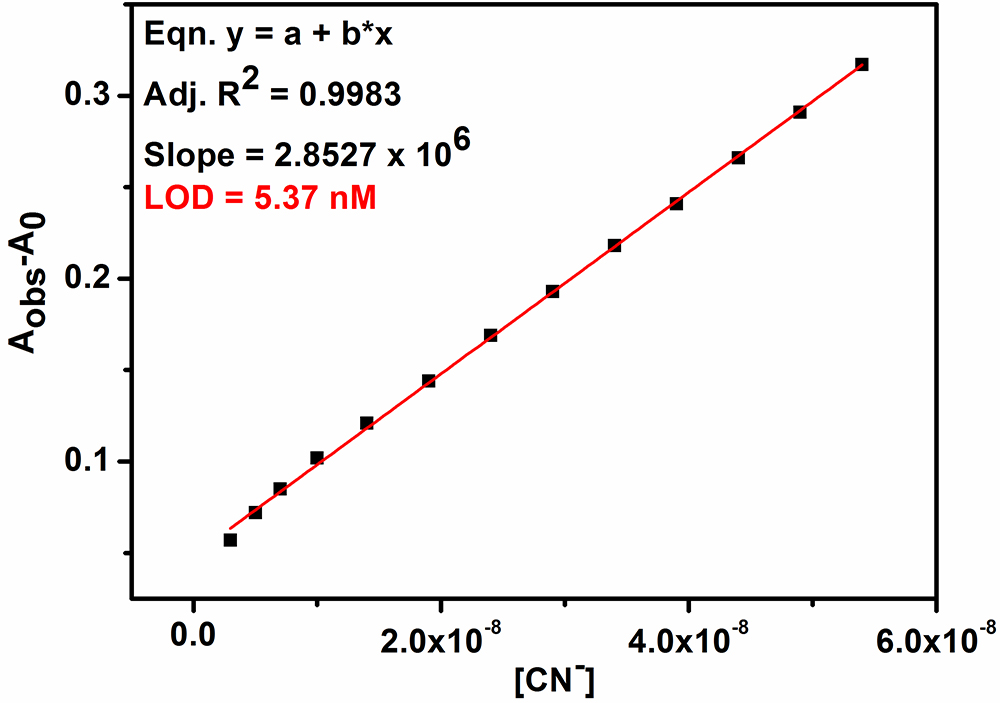 Eqn. y = a + b*x
Adj. R² = 0.9983
Slope = 2.8527 x 10⁶
LOD = 5.37 nM
Aobs-A0
0.3
0.2
0.1
0.0 2.0x10⁻⁸ 4.0x10⁻⁸ 6.0x10⁻⁸
[CN⁻]